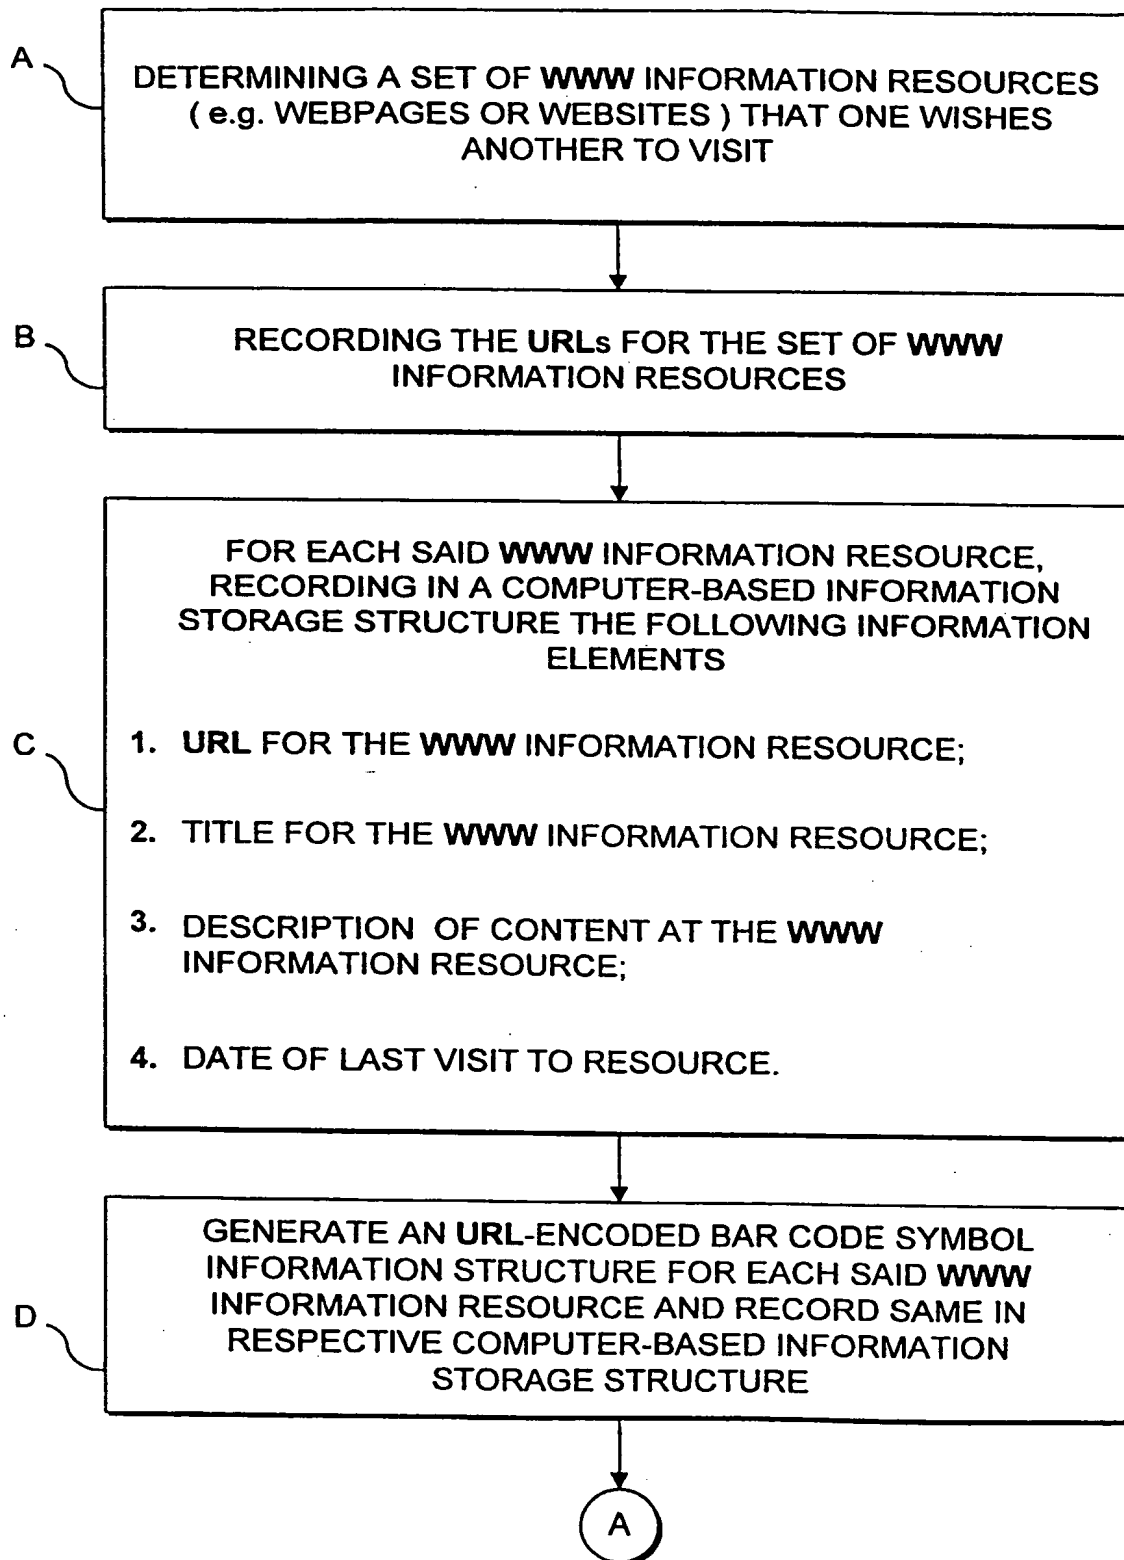 A
DETERMINING A SET OF WWW INFORMATION RESOURCES
( e.g. WEBPAGES OR WEBSITES ) THAT ONE WISHES
ANOTHER TO VISIT
B
RECORDING THE URLs FOR THE SET OF WWW
INFORMATION RESOURCES
C
FOR EACH SAID WWW INFORMATION RESOURCE,
RECORDING IN A COMPUTER-BASED INFORMATION
STORAGE STRUCTURE THE FOLLOWING INFORMATION
ELEMENTS
1. URL FOR THE WWW INFORMATION RESOURCE;
2. TITLE FOR THE WWW INFORMATION RESOURCE;
3. DESCRIPTION OF CONTENT AT THE WWW
INFORMATION RESOURCE;
4. DATE OF LAST VISIT TO RESOURCE.
D
GENERATE AN URL-ENCODED BAR CODE SYMBOL
INFORMATION STRUCTURE FOR EACH SAID WWW
INFORMATION RESOURCE AND RECORD SAME IN
RESPECTIVE COMPUTER-BASED INFORMATION
STORAGE STRUCTURE
A